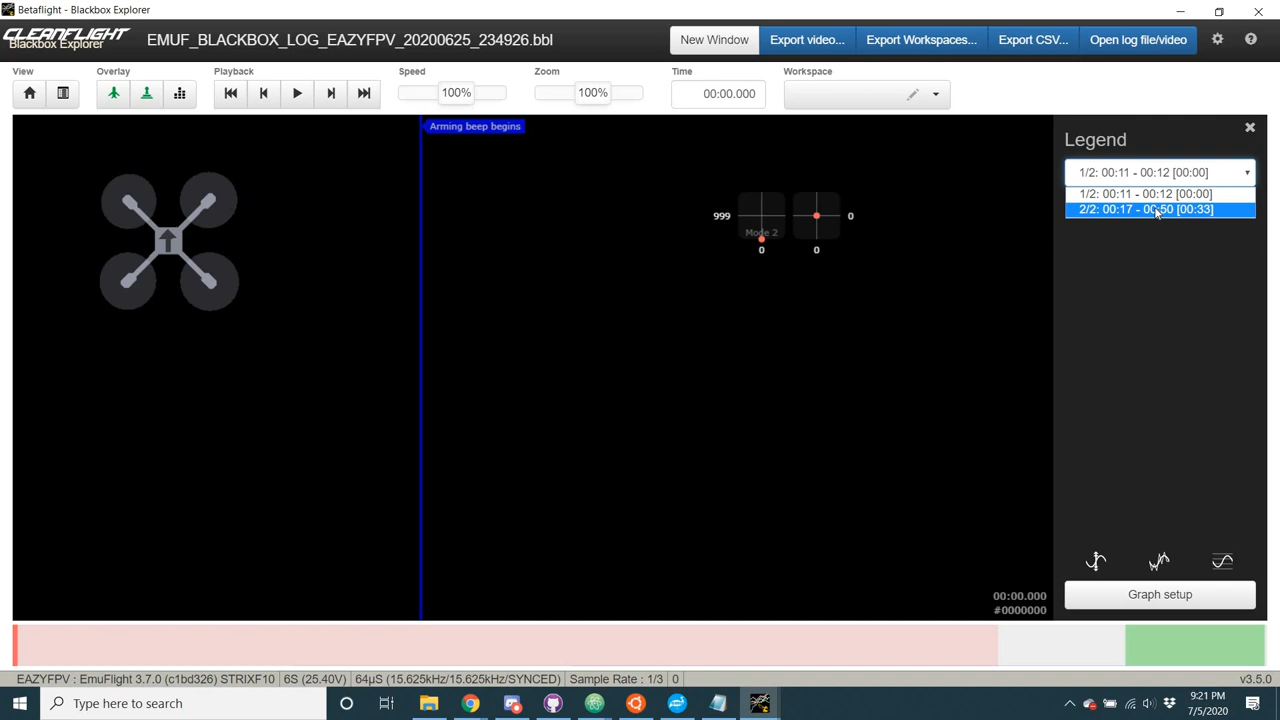 Betaflight - Blackbox Explorer
CLEANFLIGHT
Blackbox Explorer
EMUF_BLACKBOX_LOG_EAZYFPV_20200625_234926.bbl
New Window
Export video...
Export Workspaces...
Export CSV...
Open log file/video
View
Overlay
Playback
Speed
Zoom
Time
Workspace
100%
100%
00:00.000
Arming beep begins
Legend
1/2: 00:11 - 00:12 [00:00]
1/2: 00:11 - 00:12 [00:00]
2/2: 00:17 - 00:50 [00:33]
999
Mode 2
0
0
0
00:00.000
#0000000
Graph setup
EAZYFPV : EmuFlight 3.7.0 (c1bd326) STRIXF10
6S (25.40V)
64µS (15.625kHz/15.625kHz/SYNCED)
Sample Rate : 1/3
0
v3.5.0
Type here to search
9:21 PM
7/5/2020